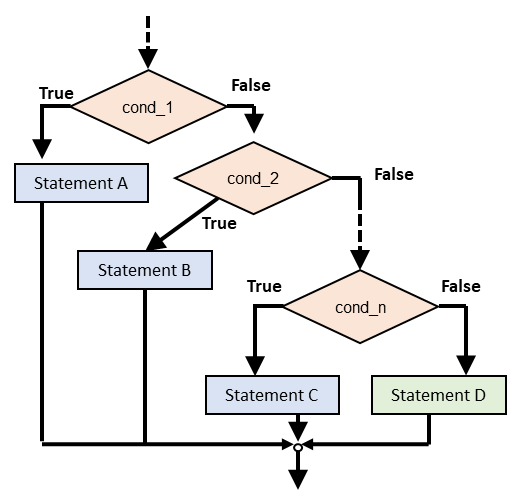 True
False
cond_1
Statement A
cond_2
False
True
Statement B
True
False
cond_n
Statement C
Statement D